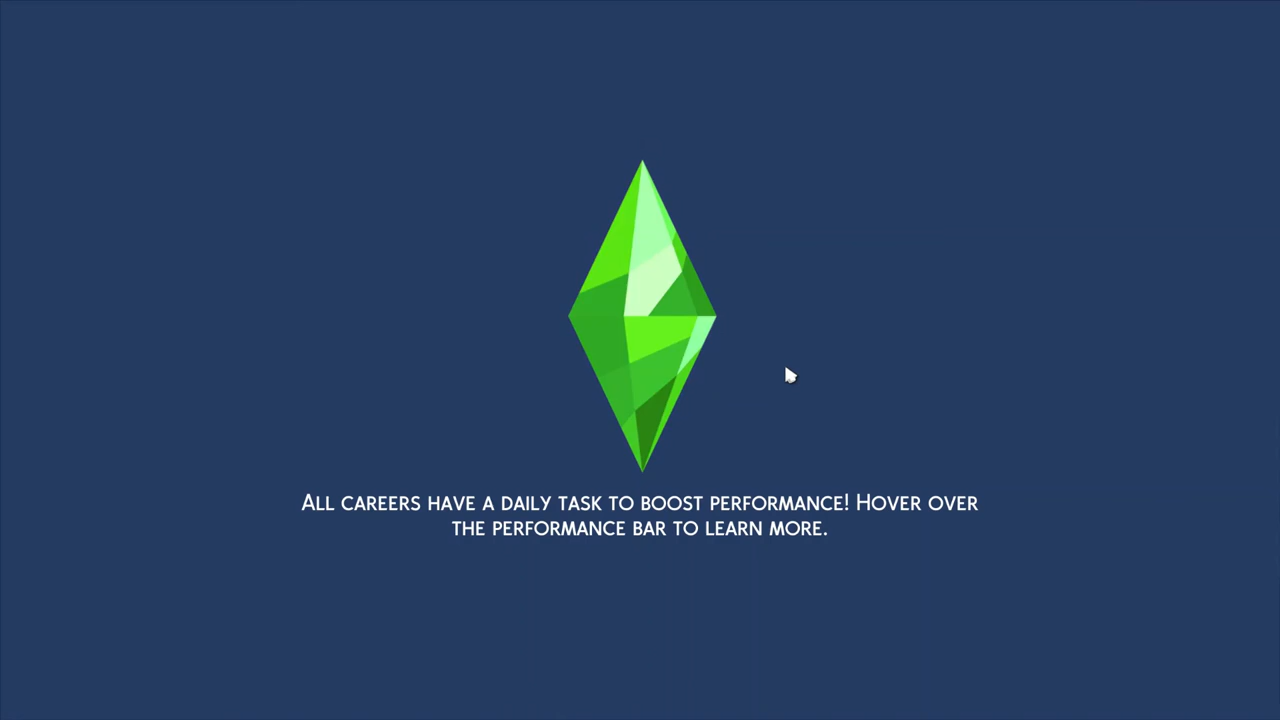 All careers have a daily task to boost performance! Hover over
the performance bar to learn more.